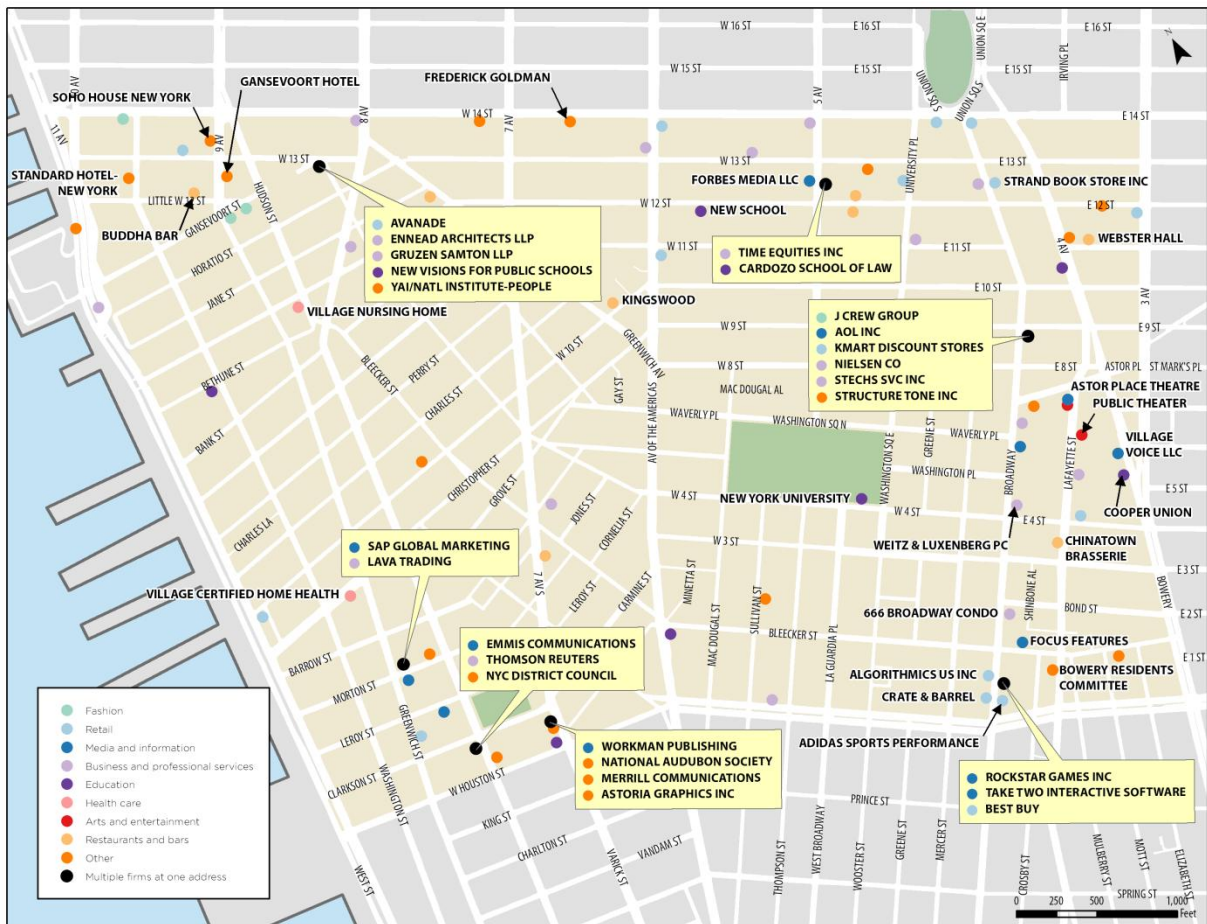 W 16 ST
E 16 ST
E 16 ST
UNION SQ E
UNION SQ E
IRVING PL
N
W 15 ST
E 15 ST
E 15 ST
10 AV
11 AV
9 AV
8 AV
7 AV
5 AV
UNION SQ S
UNION SQ S
GANSEVOORT HOTEL
FREDERICK GOLDMAN
SOHO HOUSE NEW YORK
W 14 ST
E 14 ST
STANDARD HOTEL-
NEW YORK
W 13 ST
W 13 ST
E 13 ST
UNIVERSITY PL
FORBES MEDIA LLC
STRAND BOOK STORE INC
LITTLE W 12 ST
HUDSON ST
GANSEVOORT ST
BUDDHA BAR
W 12 ST
E 12 ST
NEW SCHOOL
WEBSTER HALL
HORATIO ST
W 11 ST
E 11 ST
4 AV
3 AV
AVANADE
ENNEAD ARCHITECTS LLP
GRUZEN SAMTON LLP
NEW VISIONS FOR PUBLIC SCHOOLS
YAI/NATL INSTITUTE-PEOPLE
TIME EQUITIES INC
CARDOZO SCHOOL OF LAW
JANE ST
E 10 ST
VILLAGE NURSING HOME
KINGSWOOD
W 9 ST
E 9 ST
J CREW GROUP
AOL INC
KMART DISCOUNT STORES
NIELSEN CO
STECHS SVC INC
STRUCTURE TONE INC
BETHUNE ST
BLEECKER ST
PERRY ST
W 10 ST
GREENWICH AV
W 8 ST
E 8 ST
ASTOR PL
ST MARK'S PL
CHARLES ST
GAY ST
MAC DOUGAL AL
ASTOR PLACE THEATRE
PUBLIC THEATER
BANK ST
WAVERLY PL
WASHINGTON SQ N
WAVERLY PL
AV OF THE AMERICAS
WASHINGTON SQ E
GREENE ST
BROADWAY
LAFAYETTE ST
VILLAGE
VOICE LLC
CHRISTOPHER ST
GROVE ST
WASHINGTON PL
JONES ST
CORNELIA ST
W 4 ST
NEW YORK UNIVERSITY
W 4 ST
E 5 ST
COOPER UNION
CHARLES LA
E 4 ST
WEITZ & LUXENBERG PC
CHINATOWN
BRASSERIE
W 3 ST
E 3 ST
SAP GLOBAL MARKETING
LAVA TRADING
7 AV S
LEROY ST
CARMINE ST
MINETTA ST
MAC DOUGAL ST
SULLIVAN ST
LA GUARDIA PL
SHINBONE AL
BOWERY
VILLAGE CERTIFIED HOME HEALTH
666 BROADWAY CONDO
BOND ST
E 2 ST
BLEECKER ST
FOCUS FEATURES
E 1 ST
BARROW ST
EMMIS COMMUNICATIONS
THOMSON REUTERS
NYC DISTRICT COUNCIL
ALGORITHMICS US INC
BOWERY RESIDENTS
COMMITTEE
MORTON ST
CRATE & BARREL
GREENWICH ST
LEROY ST
ADIDAS SPORTS PERFORMANCE
WORKMAN PUBLISHING
NATIONAL AUDUBON SOCIETY
MERRILL COMMUNICATIONS
ASTORIA GRAPHICS INC
ROCKSTAR GAMES INC
TAKE TWO INTERACTIVE SOFTWARE
BEST BUY
CLARKSON ST
WASHINGTON ST
W HOUSTON ST
PRINCE ST
KING ST
CHARLTON ST
VARICK ST
VANDAM ST
WEST ST
THOMPSON ST
WEST BROADWAY
WOOSTER ST
GREENE ST
MERCER ST
CROSBY ST
MULBERRY ST
MOTT ST
ELIZABETH ST
SPRING ST
Fashion
Retail
Media and information
Business and professional services
Education
Health care
Arts and entertainment
Restaurants and bars
Other
Multiple firms at one address
0 250 500 1,000
Feet